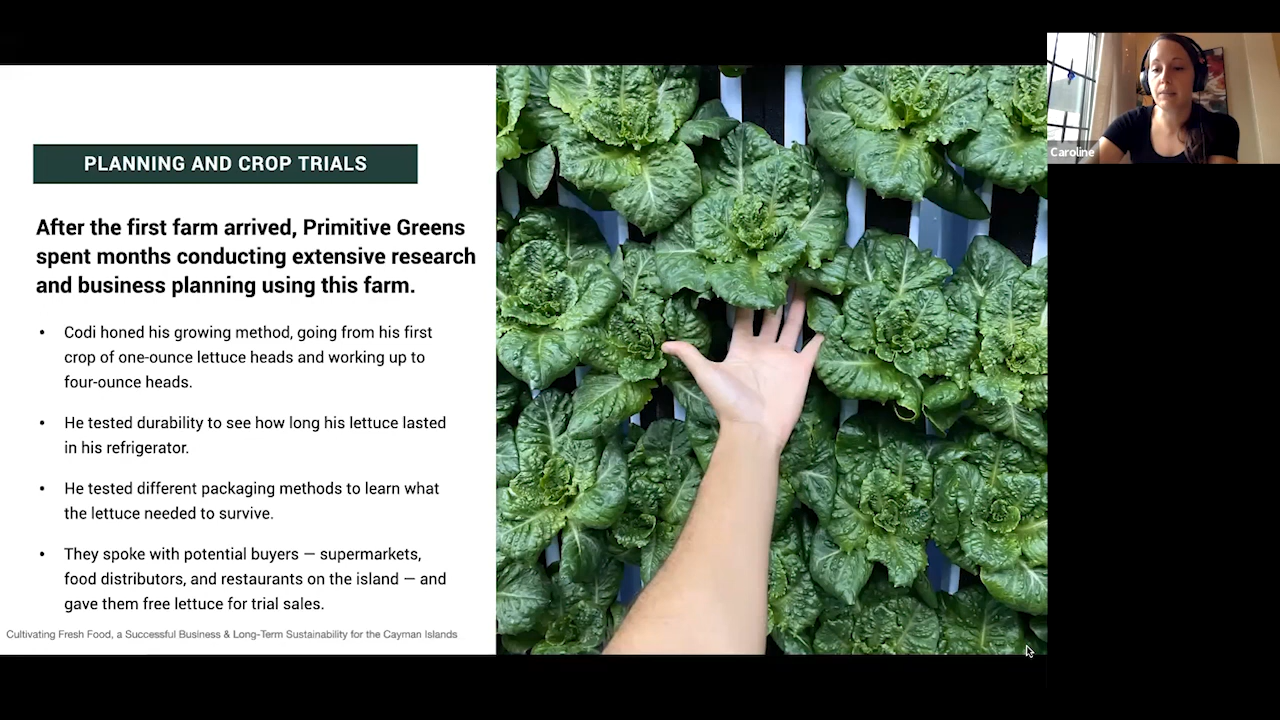 PLANNING AND CROP TRIALS
After the first farm arrived, Primitive Greens
spent months conducting extensive research
and business planning using this farm.
• Codi honed his growing method, going from his first
crop of one-ounce lettuce heads and working up to
four-ounce heads.
• He tested durability to see how long his lettuce lasted
in his refrigerator.
• He tested different packaging methods to learn what
the lettuce needed to survive.
• They spoke with potential buyers — supermarkets,
food distributors, and restaurants on the island — and
gave them free lettuce for trial sales.
Cultivating Fresh Food, a Successful Business & Long-Term Sustainability for the Cayman Islands
Caroline